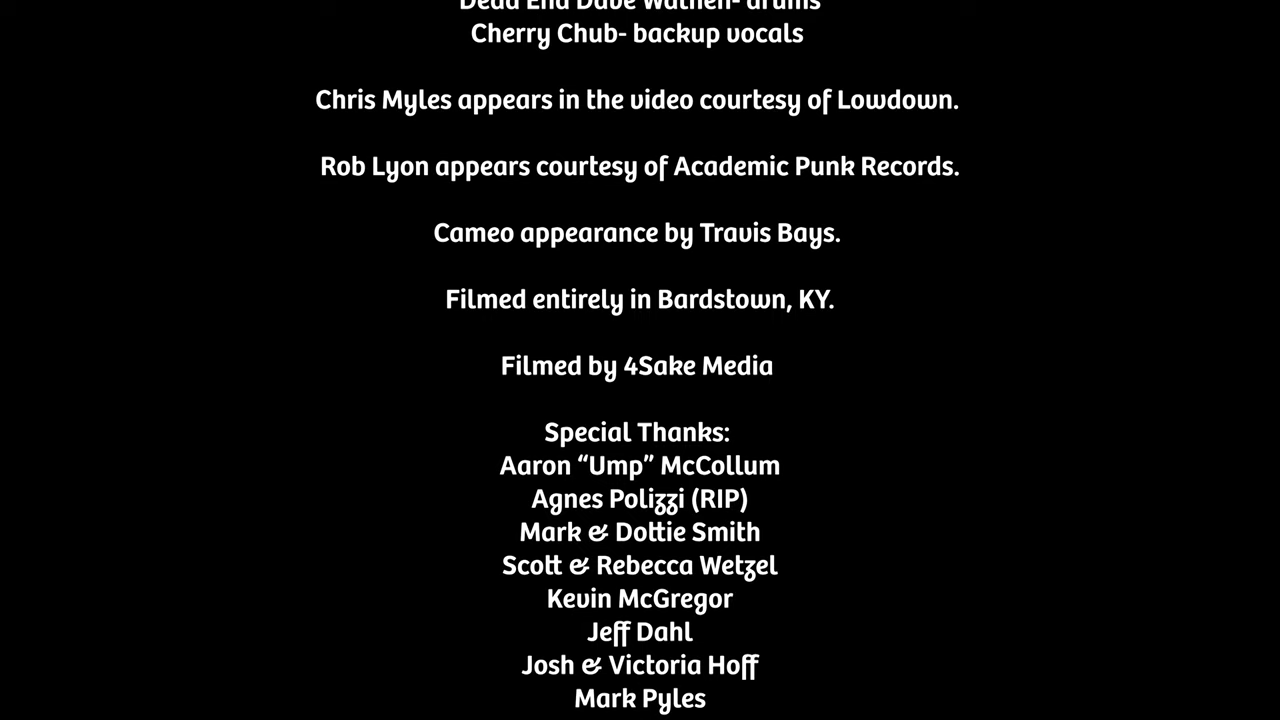 Dead End Dave Wathen- drums
Cherry Chub- backup vocals
Chris Myles appears in the video courtesy of Lowdown.
Rob Lyon appears courtesy of Academic Punk Records.
Cameo appearance by Travis Bays.
Filmed entirely in Bardstown, KY.
Filmed by 4Sake Media
Special Thanks:
Aaron “Ump” McCollum
Agnes Polizzi (RIP)
Mark & Dottie Smith
Scott & Rebecca Wetzel
Kevin McGregor
Jeff Dahl
Josh & Victoria Hoff
Mark Pyles